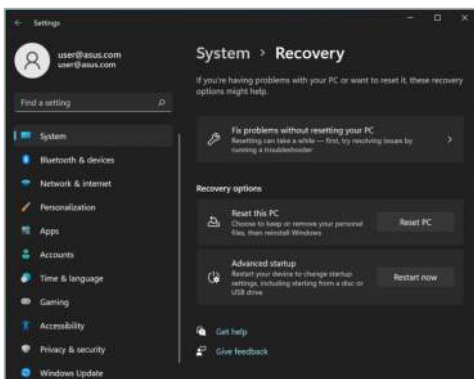 Settings
user@asus.com
user@asus.com
Find a setting
System
Bluetooth & devices
Network & internet
Personalization
Apps
Accounts
Time & language
Gaming
Accessibility
Privacy & security
Windows Update
System > Recovery
If you're having problems with your PC or want to reset it, these recovery
options might help.
Fix problems without resetting your PC
Resetting can take a while — first, try resolving issues by
running a troubleshooter
Recovery options
Reset this PC
Choose to keep or remove your personal
files, then reinstall Windows
Reset PC
Advanced startup
Restart your device to change startup
settings, including starting from a disc or
USB drive
Restart now
Get help
Give feedback